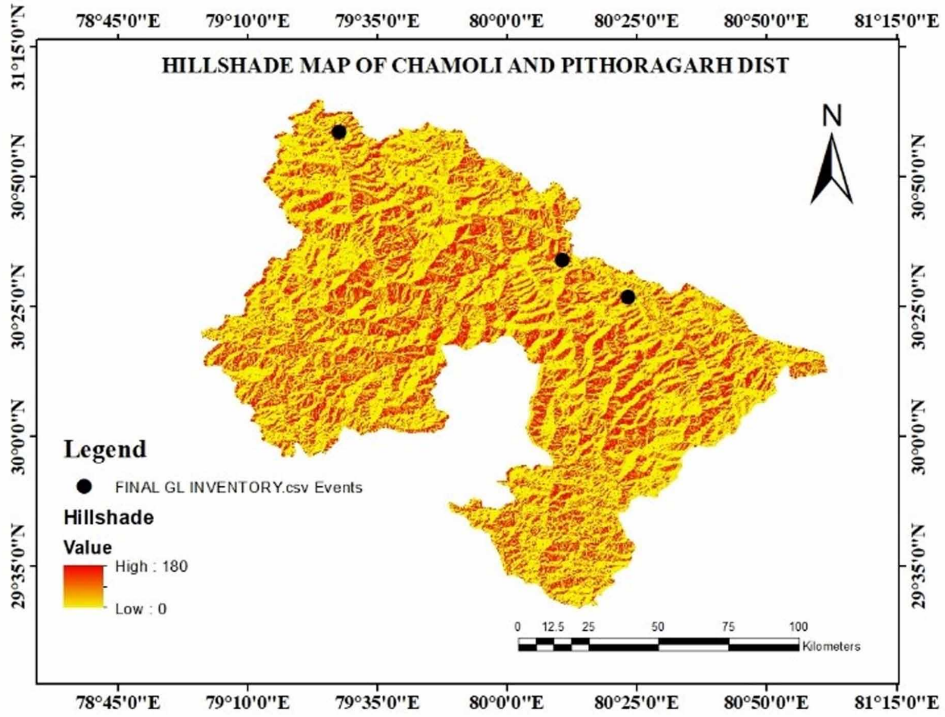 78°45'0"E 79°10'0"E 79°35'0"E 80°0'0"E 80°25'0"E 80°50'0"E 81°15'0"E
HILLSHADE MAP OF CHAMOLI AND PITHORAGARH DIST
N
31°15'0"N
30°50'0"N
30°25'0"N
30°0'0"N
29°35'0"N
31°15'0"N
30°50'0"N
30°25'0"N
30°0'0"N
29°35'0"N
Legend
FINAL GL INVENTORY.csv Events
Hillshade
Value
High : 180
Low : 0
0 12.5 25 50 75 100
Kilometers
78°45'0"E 79°10'0"E 79°35'0"E 80°0'0"E 80°25'0"E 80°50'0"E 81°15'0"E